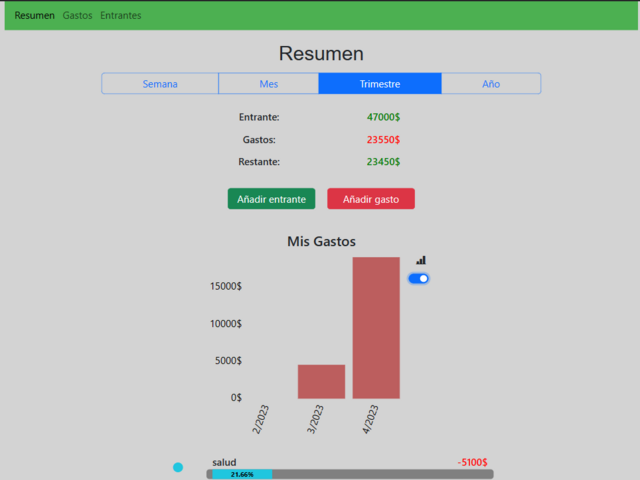 Resumen Gastos Entrantes
Resumen
Semana Mes Trimestre Año
Entrante: 47000$
Gastos: 23550$
Restante: 23450$
Añadir entrante Añadir gasto
Mis Gastos
15000$
10000$
5000$
0$
2/2023 3/2023 4/2023
salud -5100$
21.66%